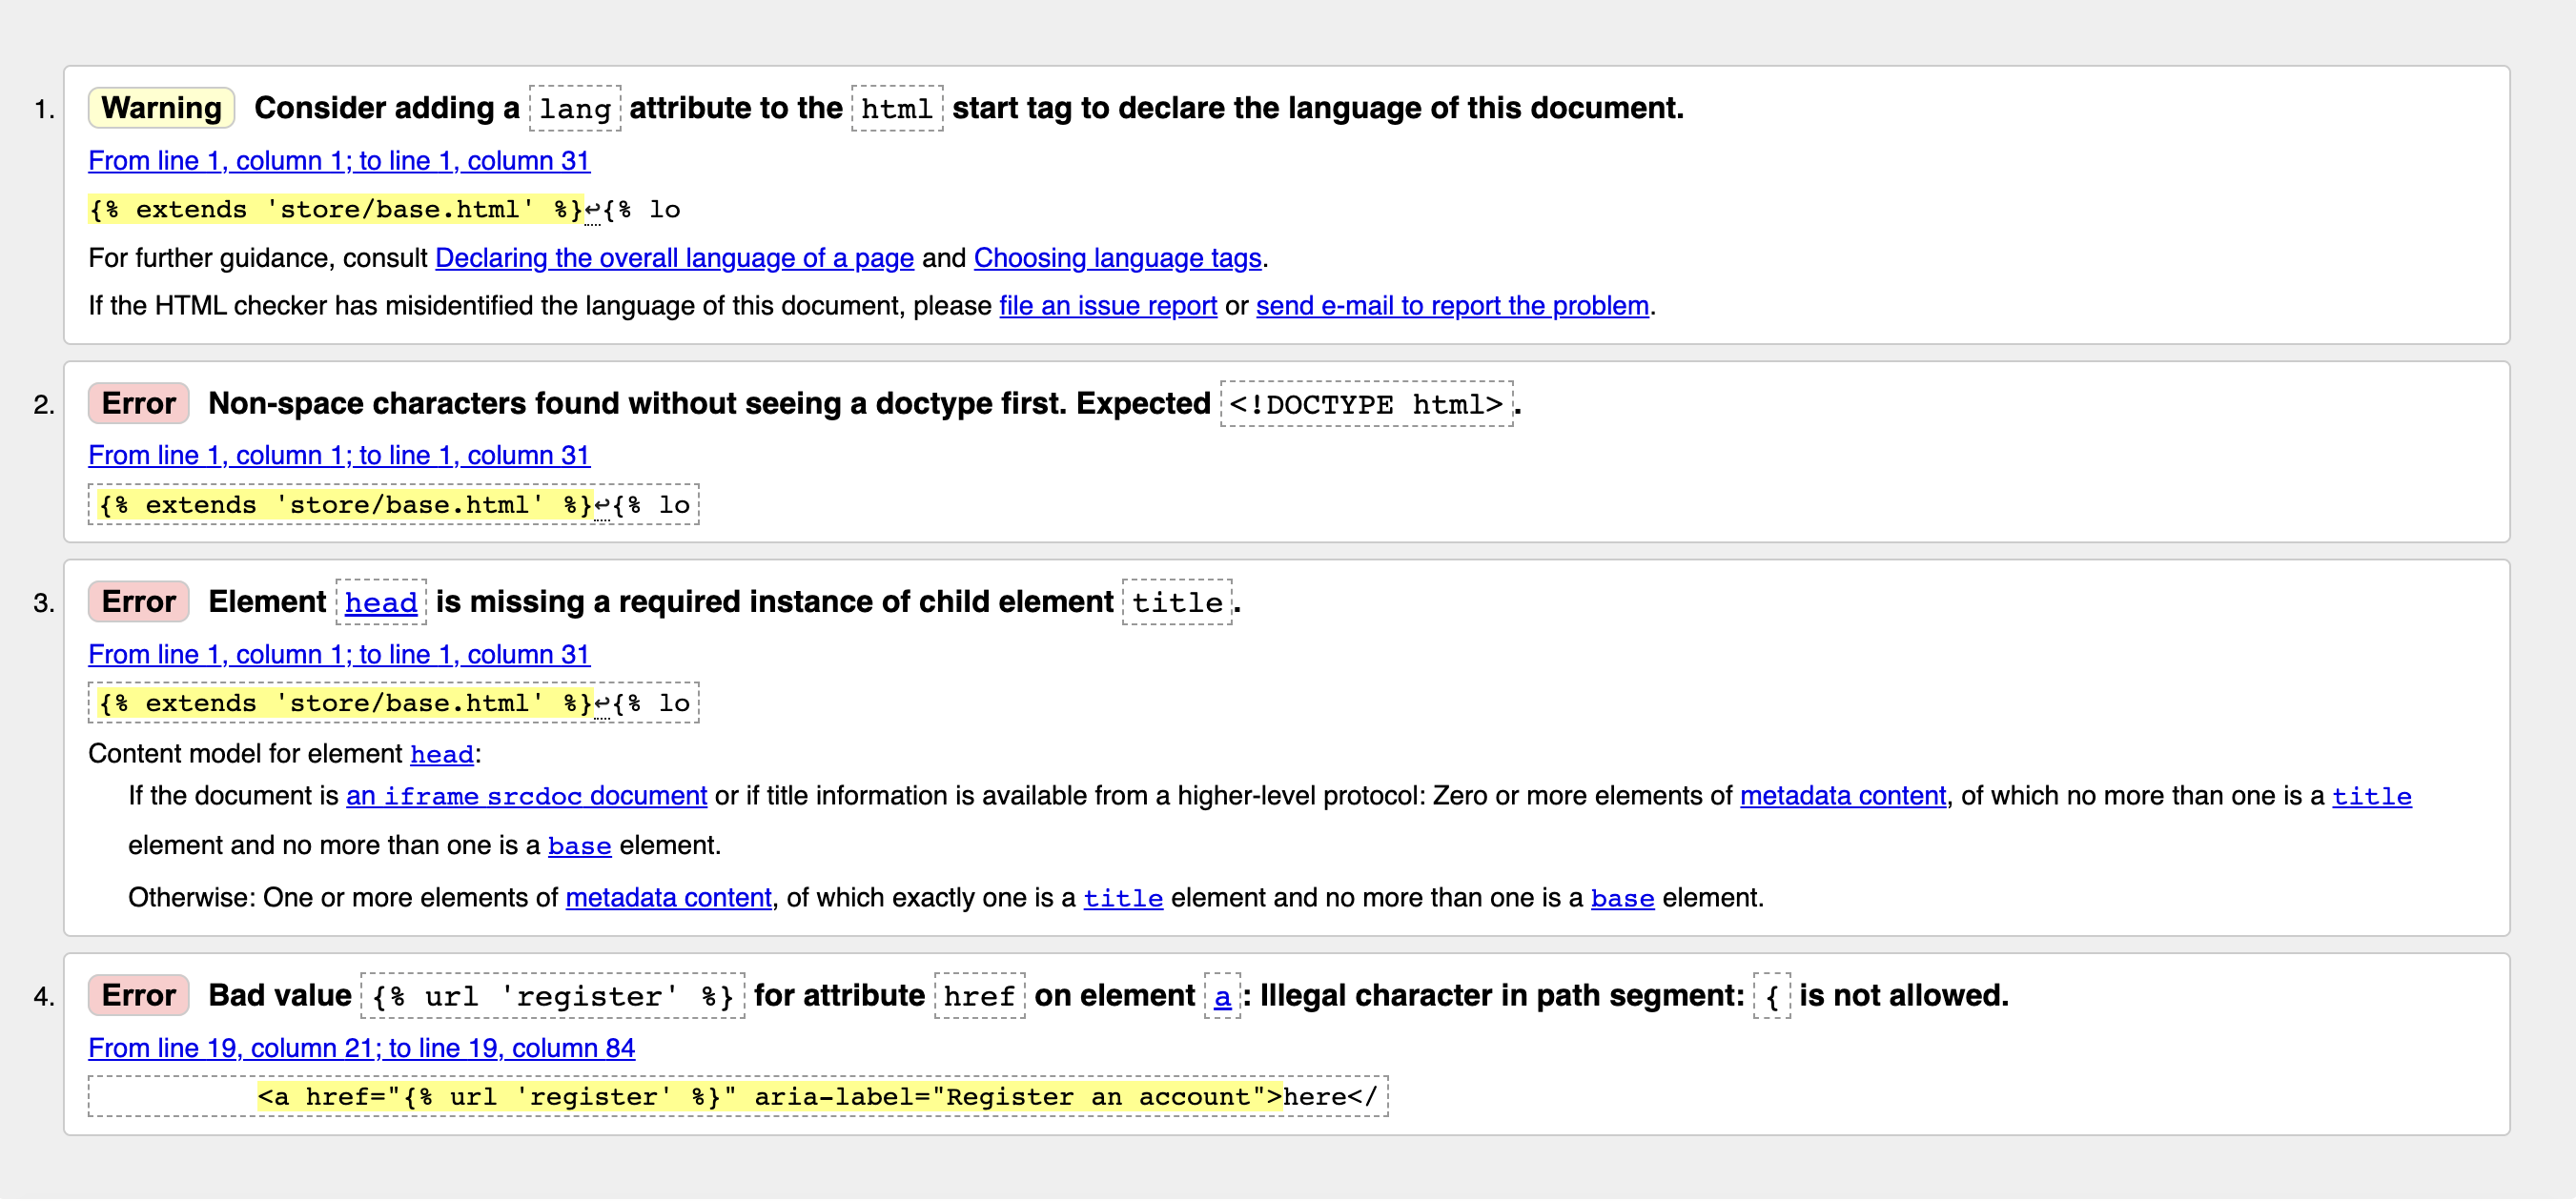 1. Warning Consider adding a lang attribute to the html start tag to declare the language of this document.
From line 1, column 1; to line 1, column 31
{% extends 'store/base.html' %}↩{% lo
For further guidance, consult Declaring the overall language of a page and Choosing language tags.
If the HTML checker has misidentified the language of this document, please file an issue report or send e-mail to report the problem.
2. Error Non-space characters found without seeing a doctype first. Expected <!DOCTYPE html>.
From line 1, column 1; to line 1, column 31
{% extends 'store/base.html' %}↩{% lo
3. Error Element head is missing a required instance of child element title.
From line 1, column 1; to line 1, column 31
{% extends 'store/base.html' %}↩{% lo
Content model for element head:
If the document is an iframe srcdoc document or if title information is available from a higher-level protocol: Zero or more elements of metadata content, of which no more than one is a title
element and no more than one is a base element.
Otherwise: One or more elements of metadata content, of which exactly one is a title element and no more than one is a base element.
4. Error Bad value {% url 'register' %} for attribute href on element a: Illegal character in path segment: { is not allowed.
From line 19, column 21; to line 19, column 84
<a href="{% url 'register' %}" aria-label="Register an account">here</